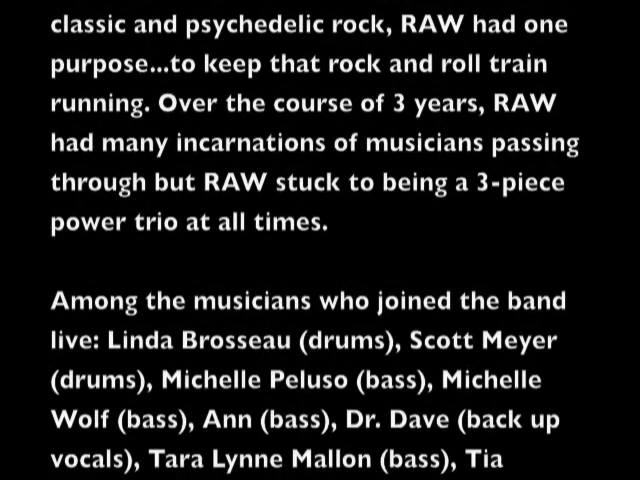 classic and psychedelic rock, RAW had one
purpose...to keep that rock and roll train
running. Over the course of 3 years, RAW
had many incarnations of musicians passing
through but RAW stuck to being a 3-piece
power trio at all times.
Among the musicians who joined the band
live: Linda Brosseau (drums), Scott Meyer
(drums), Michelle Peluso (bass), Michelle
Wolf (bass), Ann (bass), Dr. Dave (back up
vocals), Tara Lynne Mallon (bass), Tia